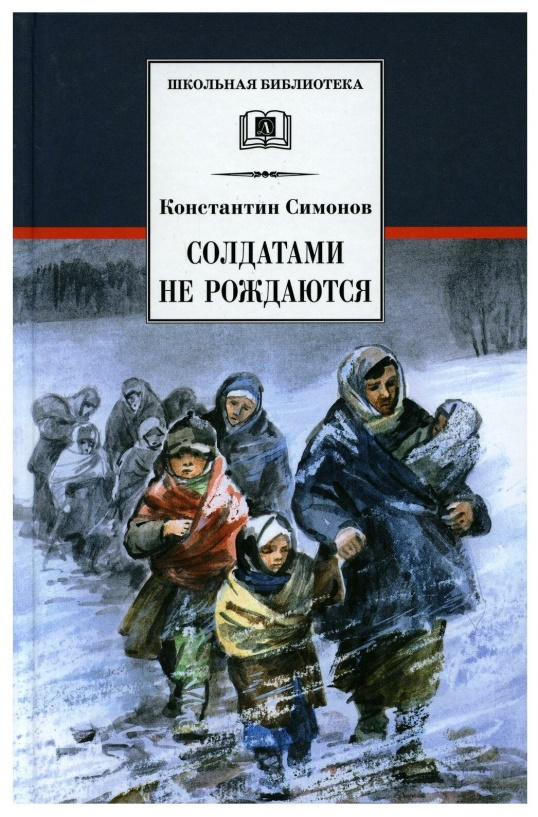 ШКОЛЬНАЯ БИБЛИОТЕКА
Константин Симонов
СОЛДАТАМИ
НЕ РОЖДАЮТСЯ